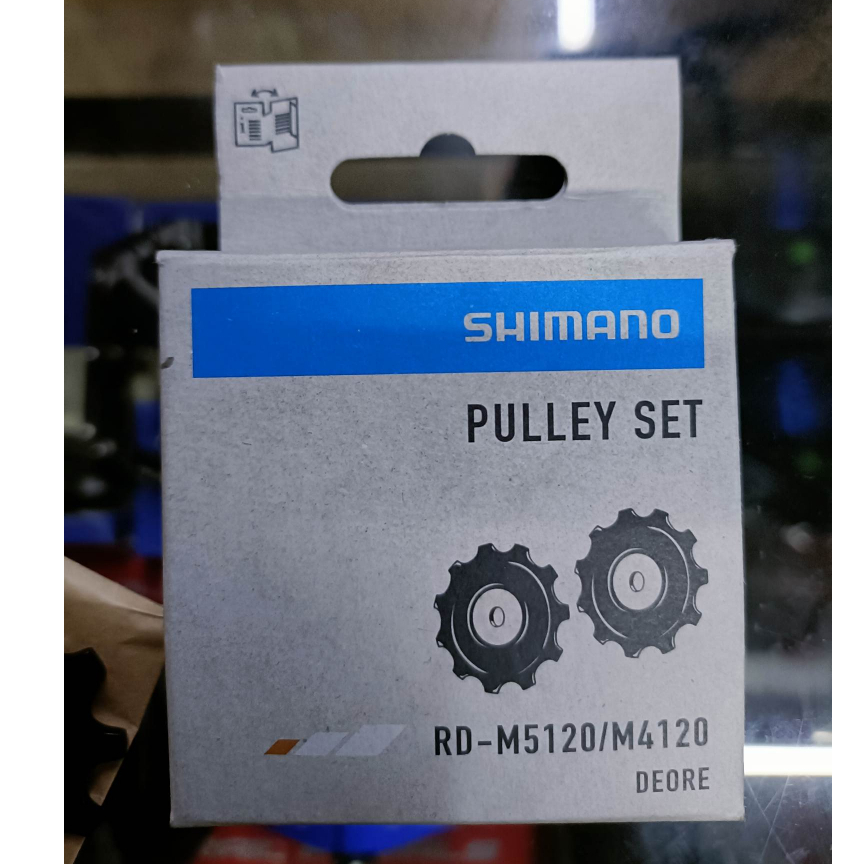 SHIMANO
PULLEY SET
RD-M5120/M4120
DEORE